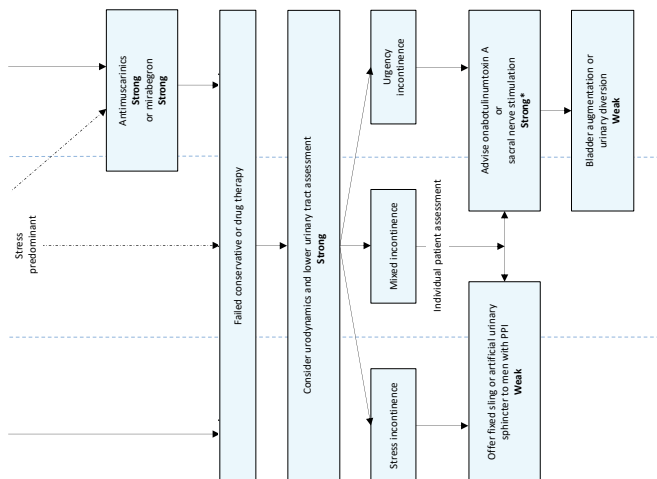 Stress
predominant
Antimuscarinics
Strong
or mirabegron
Strong
Failed conservative or drug therapy
Consider urodynamics and lower urinary tract assessment
Strong
Stress incontinence
Mixed incontinence
Urgency
incontinence
Individual patient assessment
Offer fixed sling or artificial urinary
sphincter to men with PPI
Weak
Advise onabotulinumtoxin A
or
sacral nerve stimulation
Strong*
Bladder augmentation or
urinary diversion
Weak